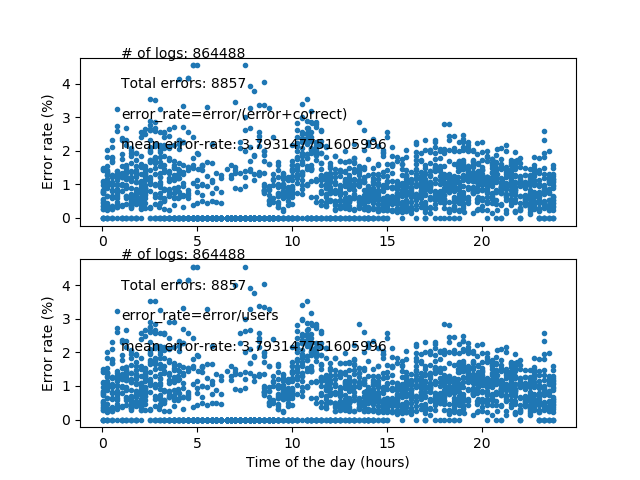 # of logs: 864488
Total errors: 8857
error_rate=error/(error+correct)
mean error-rate: 3.793147751605996
Error rate (%)
4
3
2
1
0
0 5 10 15 20
# of logs: 864488
Total errors: 8857
error_rate=error/users
mean error-rate: 3.793147751605996
Error rate (%)
4
3
2
1
0
0 5 10 15 20
Time of the day (hours)